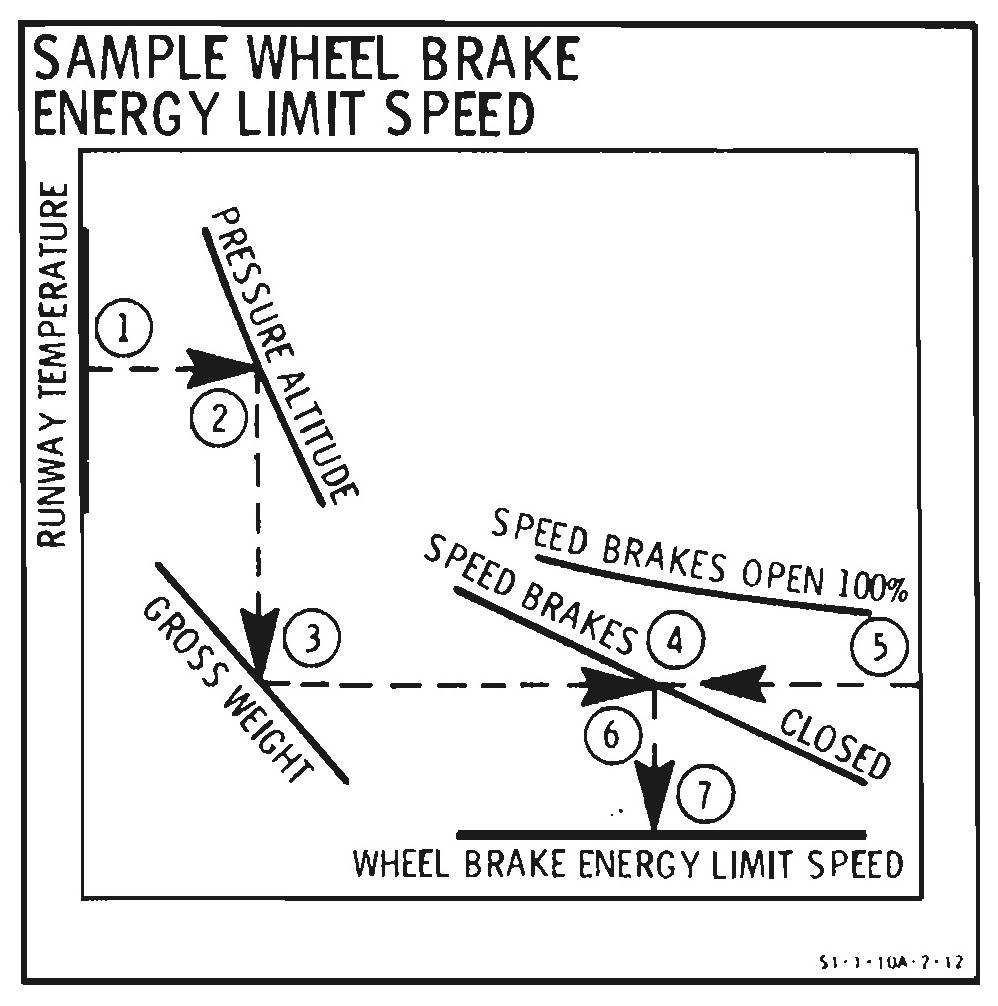 SAMPLE WHEEL BRAKE
ENERGY LIMIT SPEED
RUNWAY TEMPERATURE
1
PRESSURE ALTITUDE
2
GROSS WEIGHT
3
SPEED BRAKES OPEN 100%
SPEED BRAKES CLOSED
4
5
6
7
WHEEL BRAKE ENERGY LIMIT SPEED
S1-1-10A-2-12